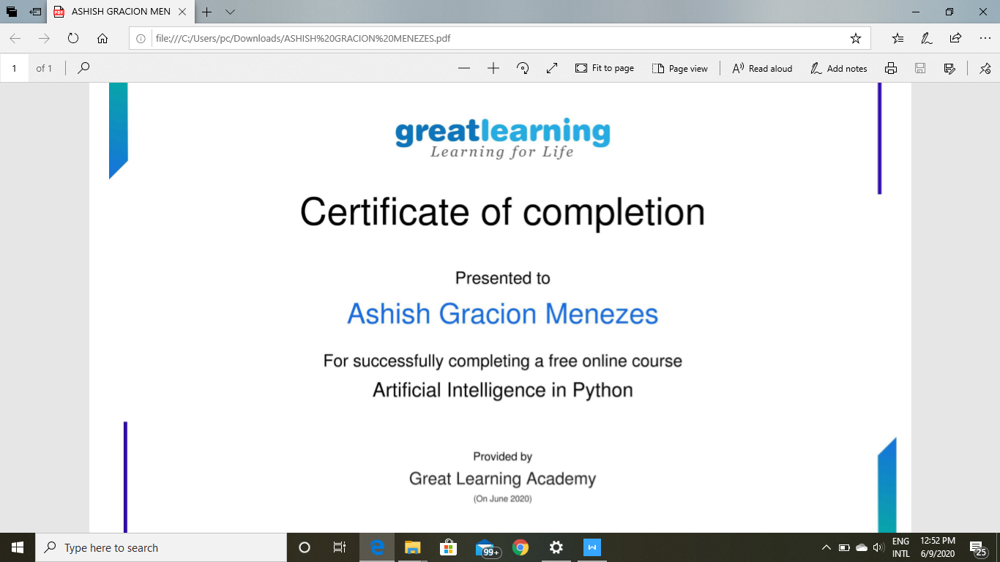 ASHISH GRACION MEN
file:///C:/Users/pc/Downloads/ASHISH%20GRACION%20MENEZES.pdf
1 of 1 Fit to page Page view Read aloud Add notes
greatlearning
Learning for Life
Certificate of completion
Presented to
Ashish Gracion Menezes
For successfully completing a free online course
Artificial Intelligence in Python
Provided by
Great Learning Academy
(On June 2020)
Type here to search
99+
ENG
INTL
12:52 PM
6/9/2020
25